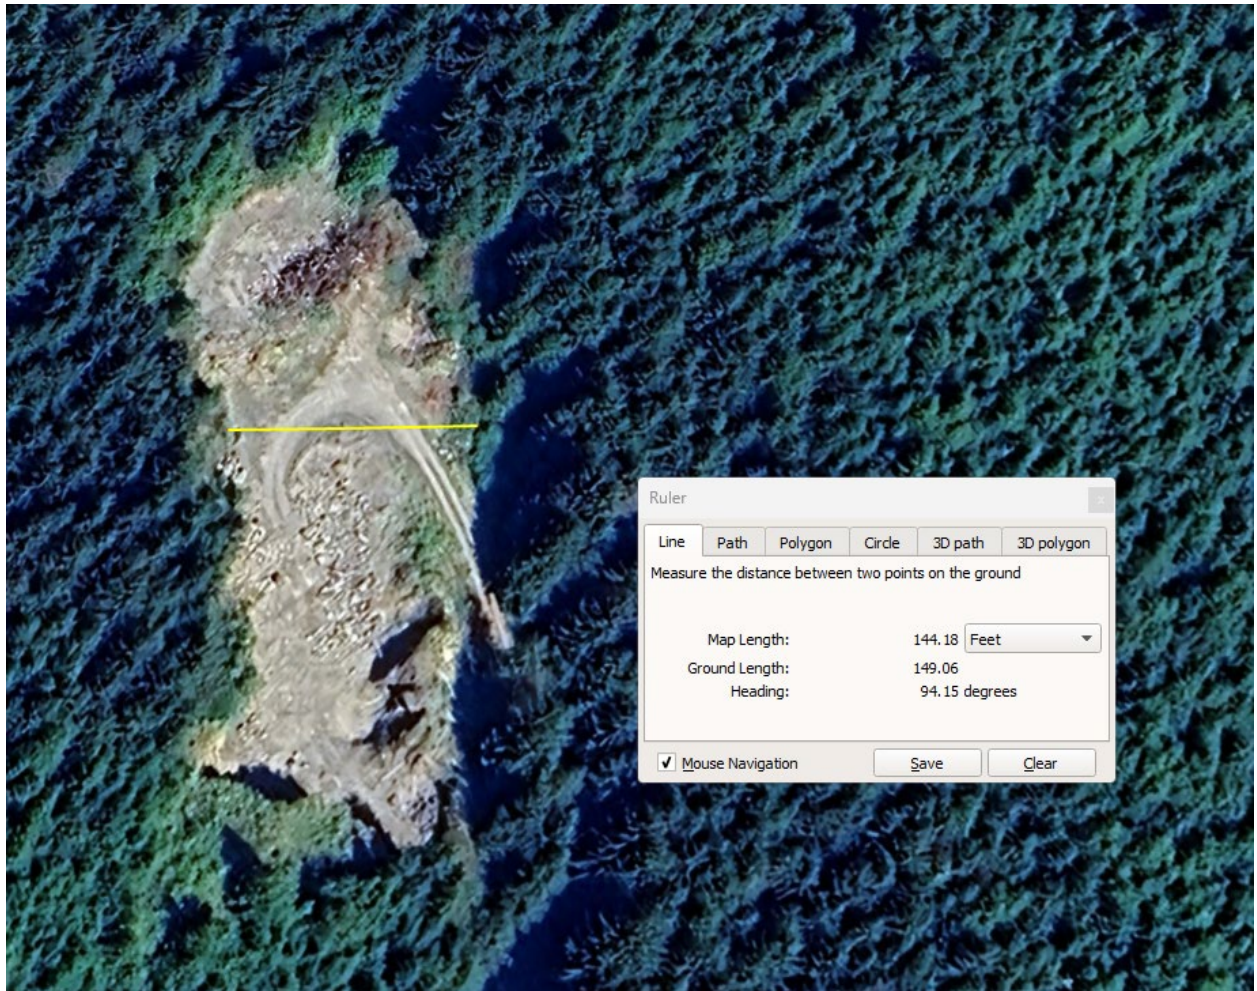 Ruler
x
Line Path Polygon Circle 3D path 3D polygon
Measure the distance between two points on the ground
Map Length: 144.18 Feet
Ground Length: 149.06
Heading: 94.15 degrees
Mouse Navigation Save Clear